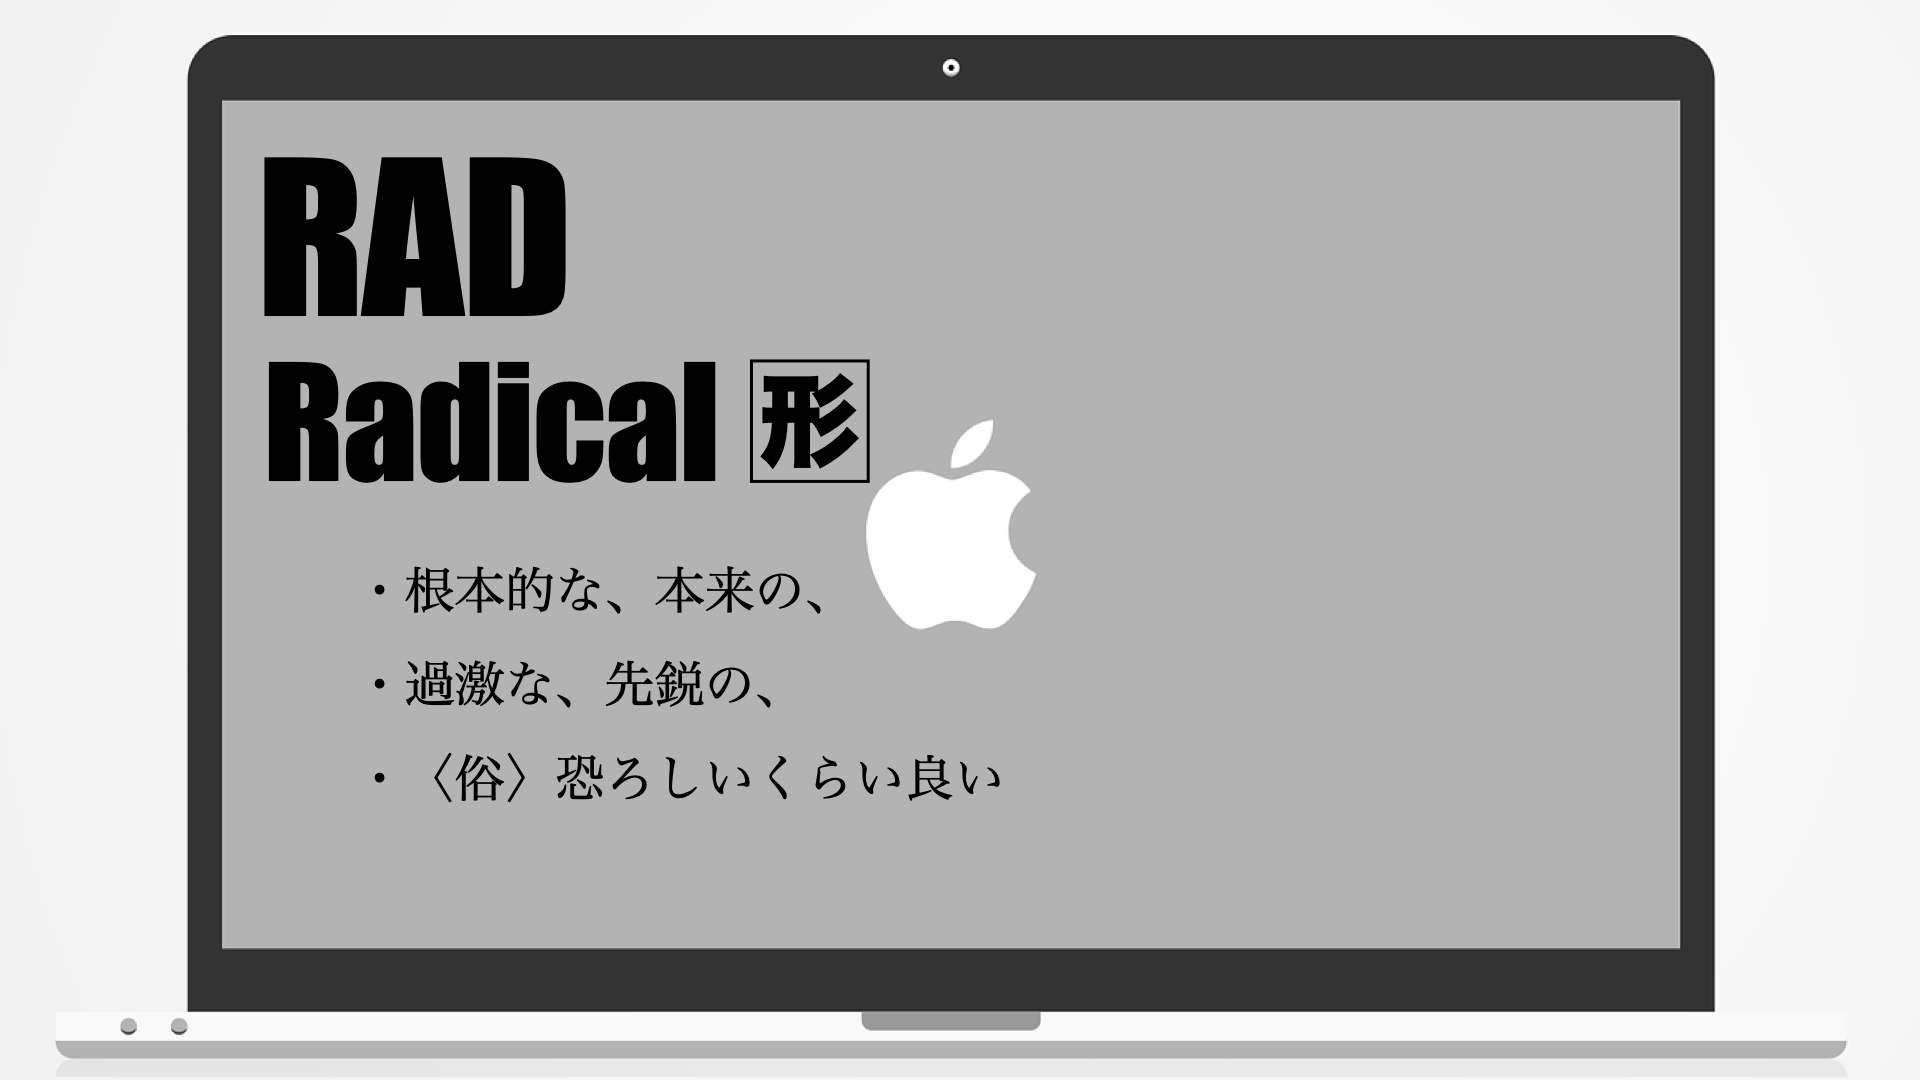 RAD
Radical 形
・根本的な、本来の、
・過激な、先鋭の、
・〈俗〉恐ろしいくらい良い